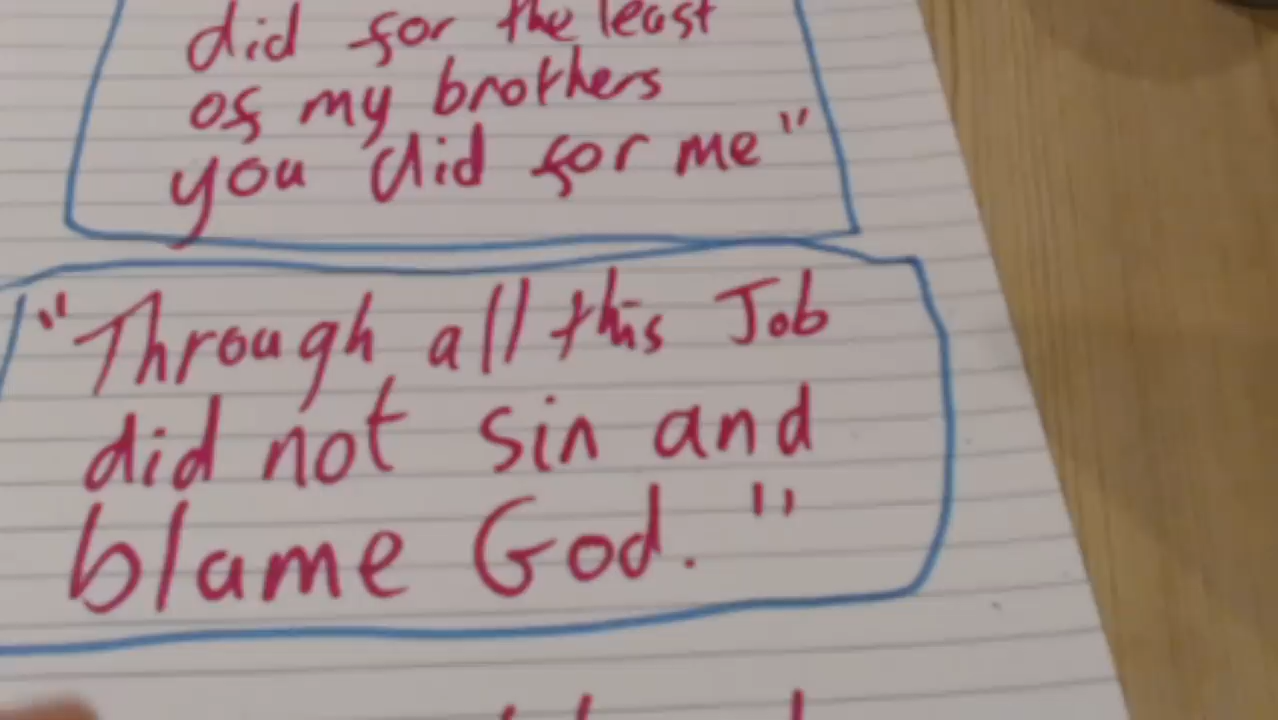 did for the least
of my brothers
you did for me"
"Through all this Job
did not sin and
blame God."